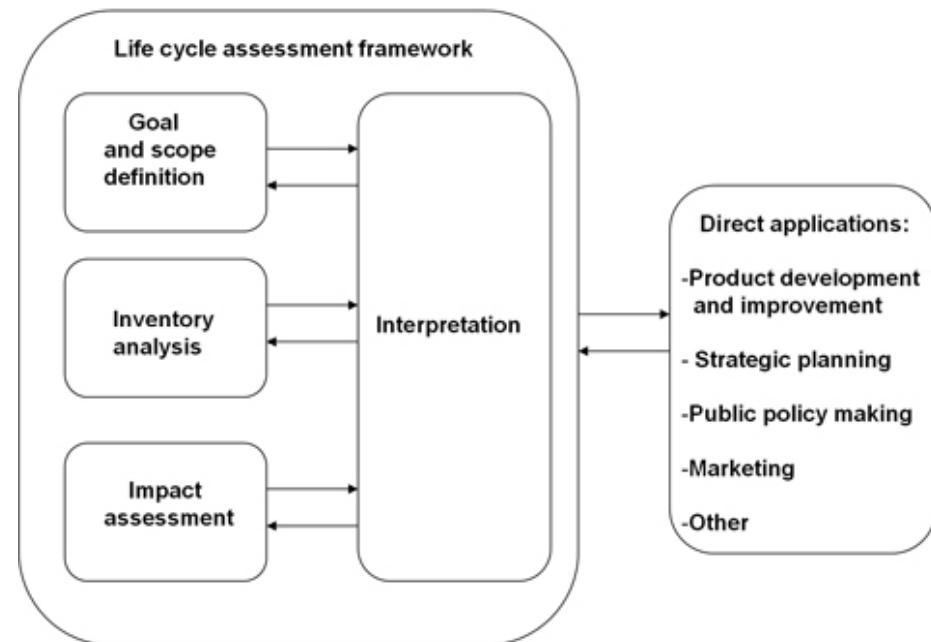 Life cycle assessment framework
Goal
and scope
definition
Inventory
analysis
Impact
assessment
Interpretation
Direct applications:
-Product development
and improvement
- Strategic planning
-Public policy making
-Marketing
-Other